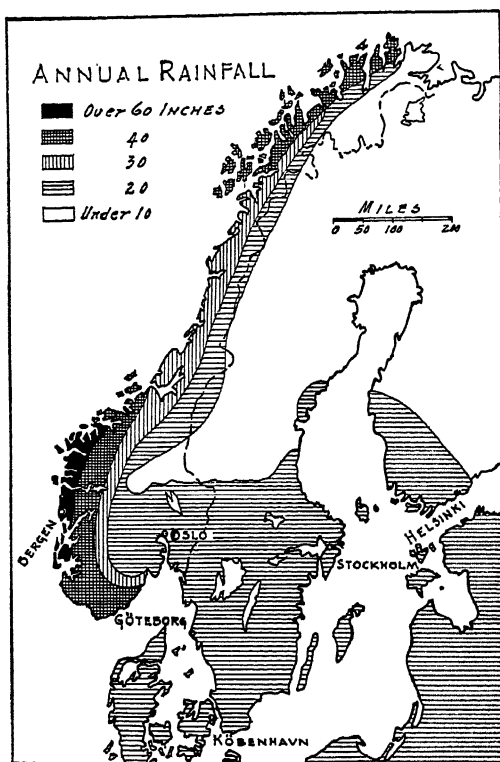 ANNUAL RAINFALL
Over 60 INCHES
40
30
20
Under 10
MILES
0 50 100 200
BERGEN
OSLO
HELSINKI
STOCKHOLM
GÖTEBORG
KÖBENHAVN